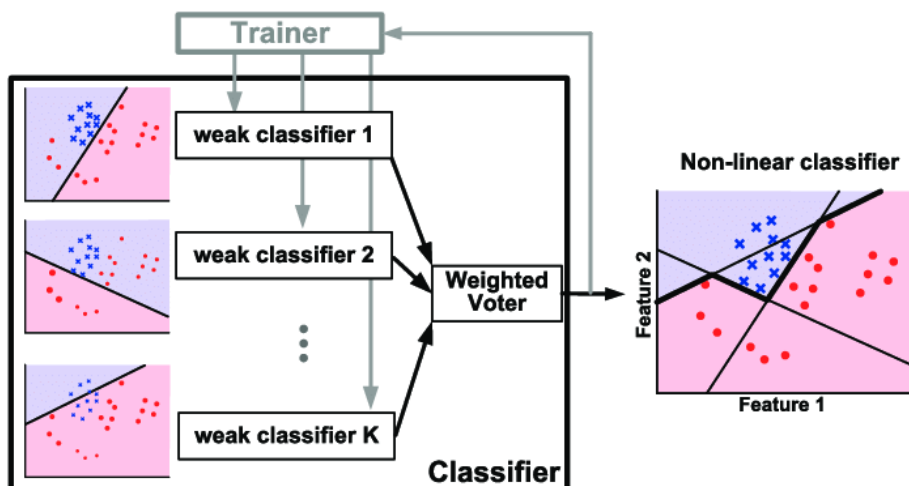 Trainer
weak classifier 1
Non-linear classifier
weak classifier 2
Weighted
Voter
Feature 2
weak classifier K
Feature 1
Classifier